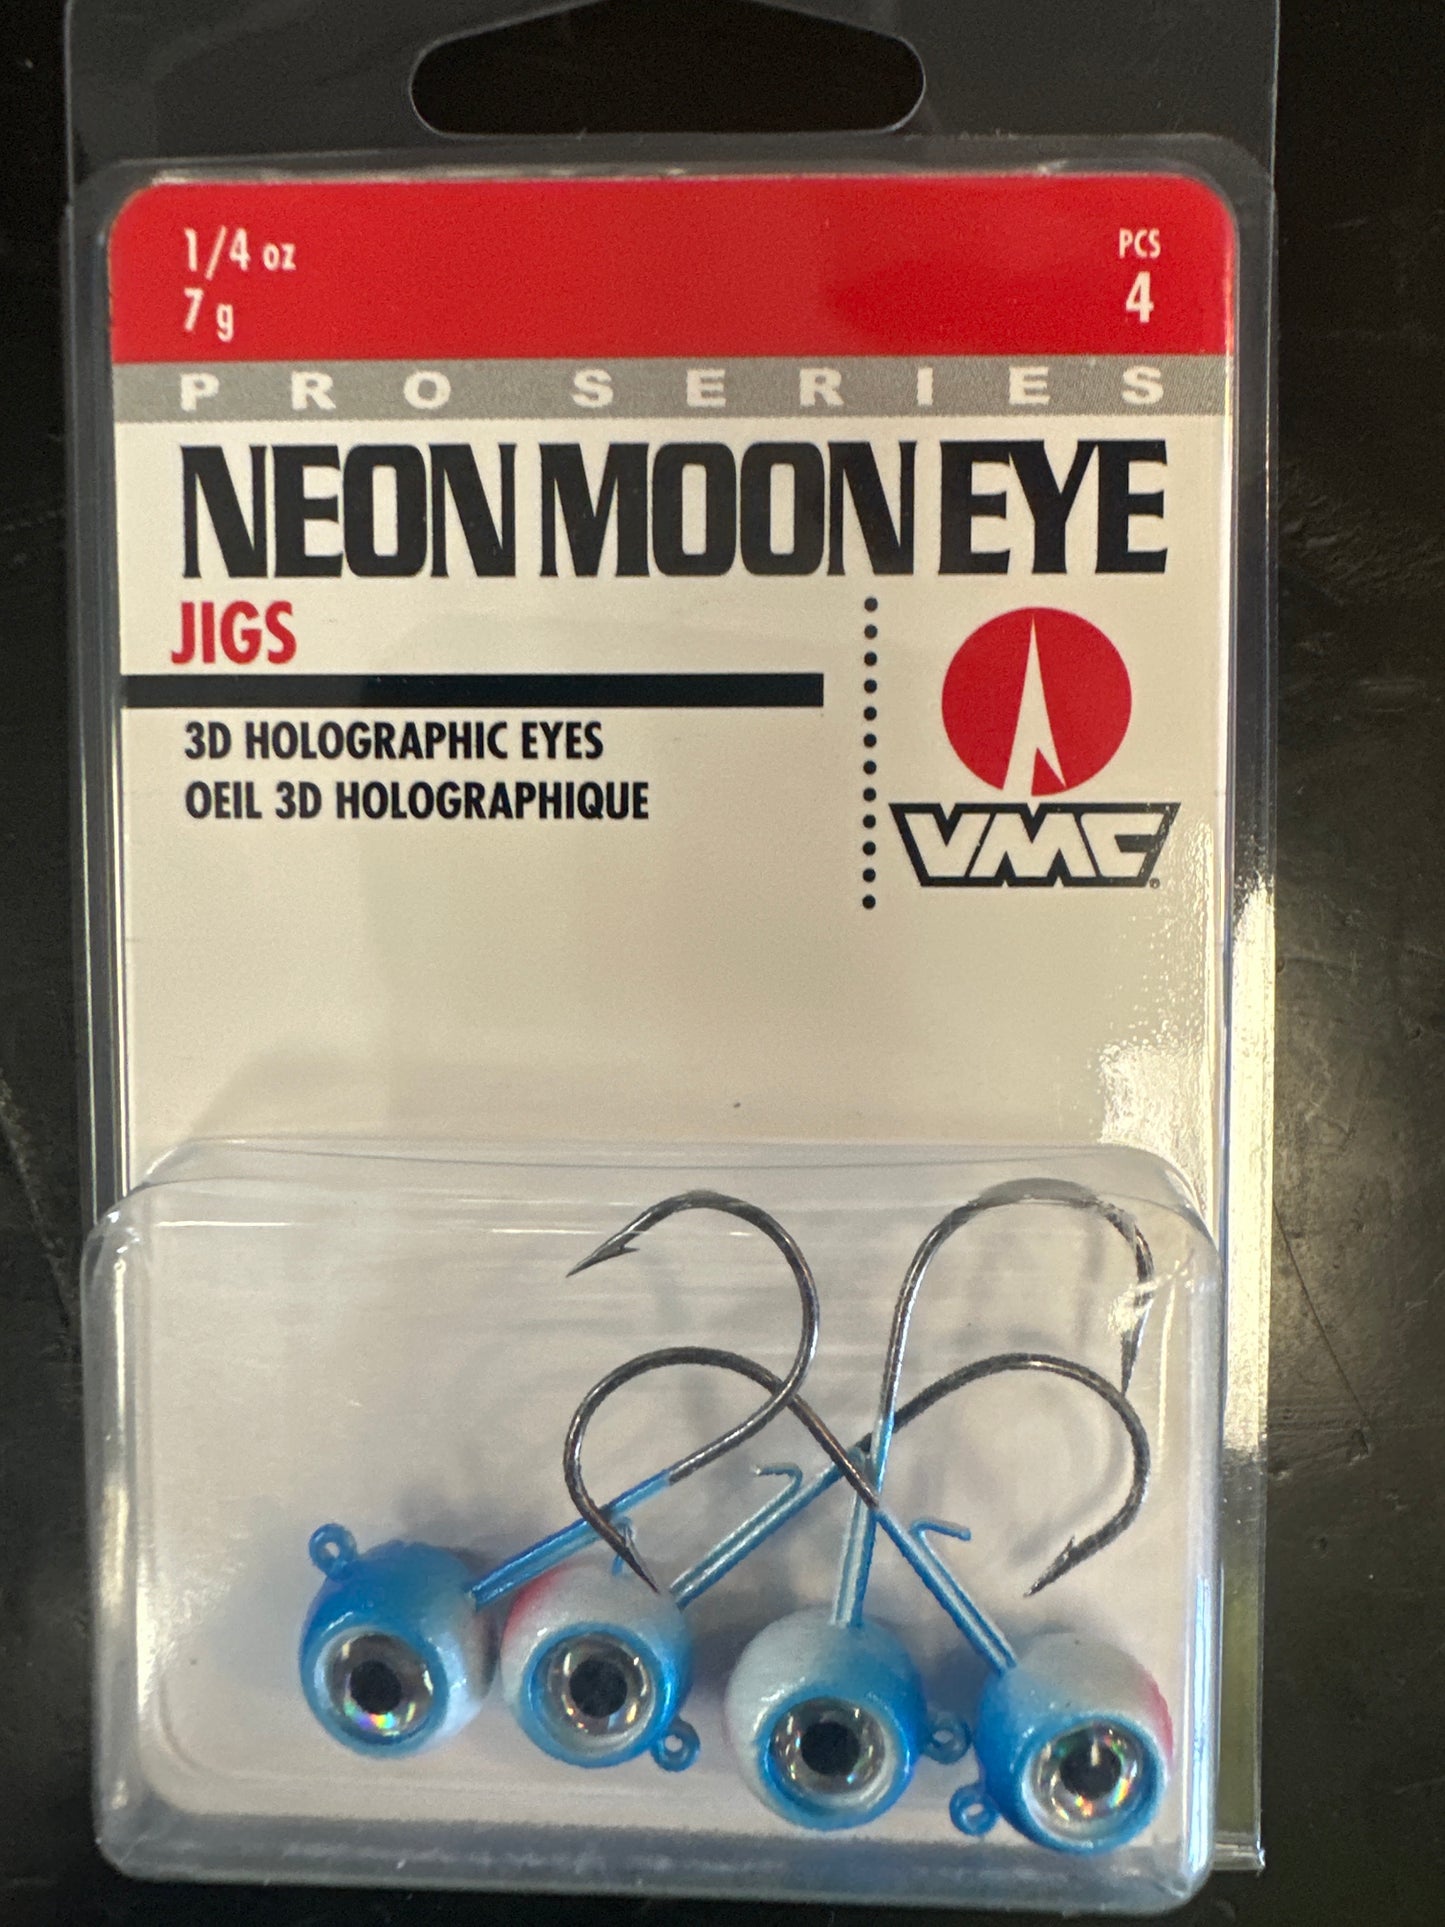 1/4 oz
7 g
PCS
4
PRO SERIES
NEON MOON EYE
JIGS
3D HOLOGRAPHIC EYES
OEIL 3D HOLOGRAPHIQUE
VMC®